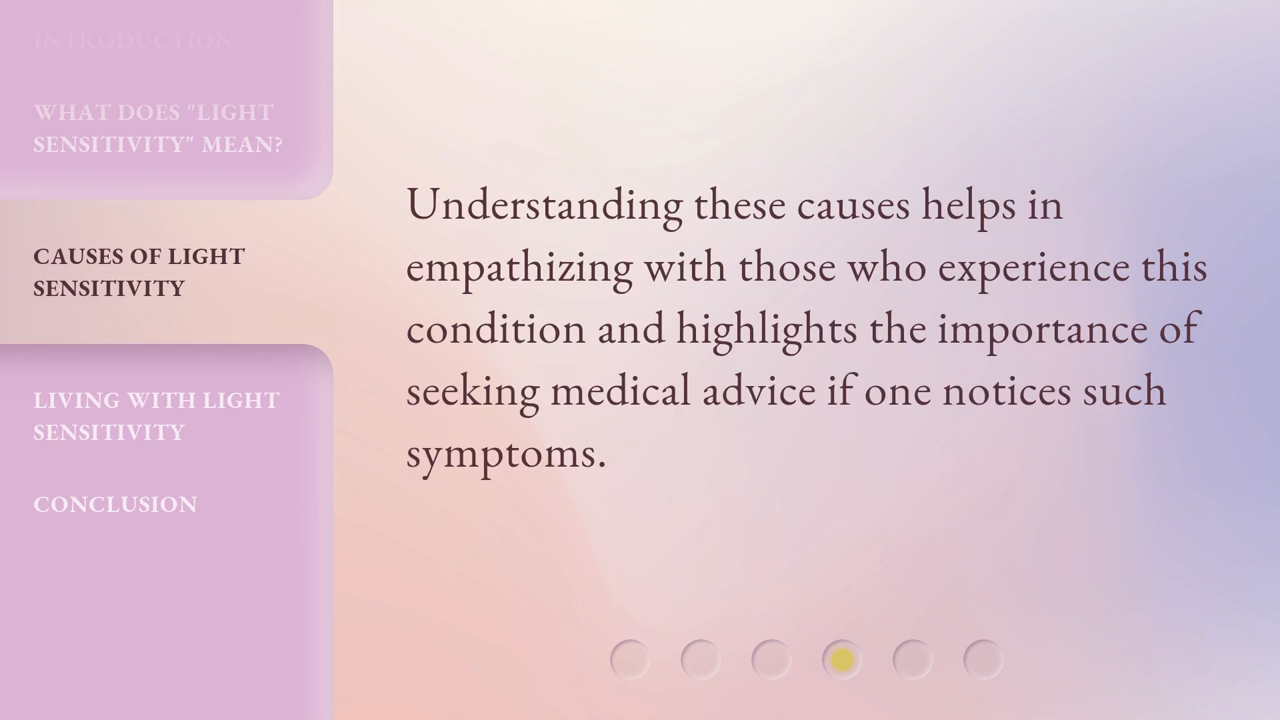 INTRODUCTION
WHAT DOES "LIGHT
SENSITIVITY" MEAN?
CAUSES OF LIGHT
SENSITIVITY
LIVING WITH LIGHT
SENSITIVITY
CONCLUSION
Understanding these causes helps in
empathizing with those who experience this
condition and highlights the importance of
seeking medical advice if one notices such
symptoms.